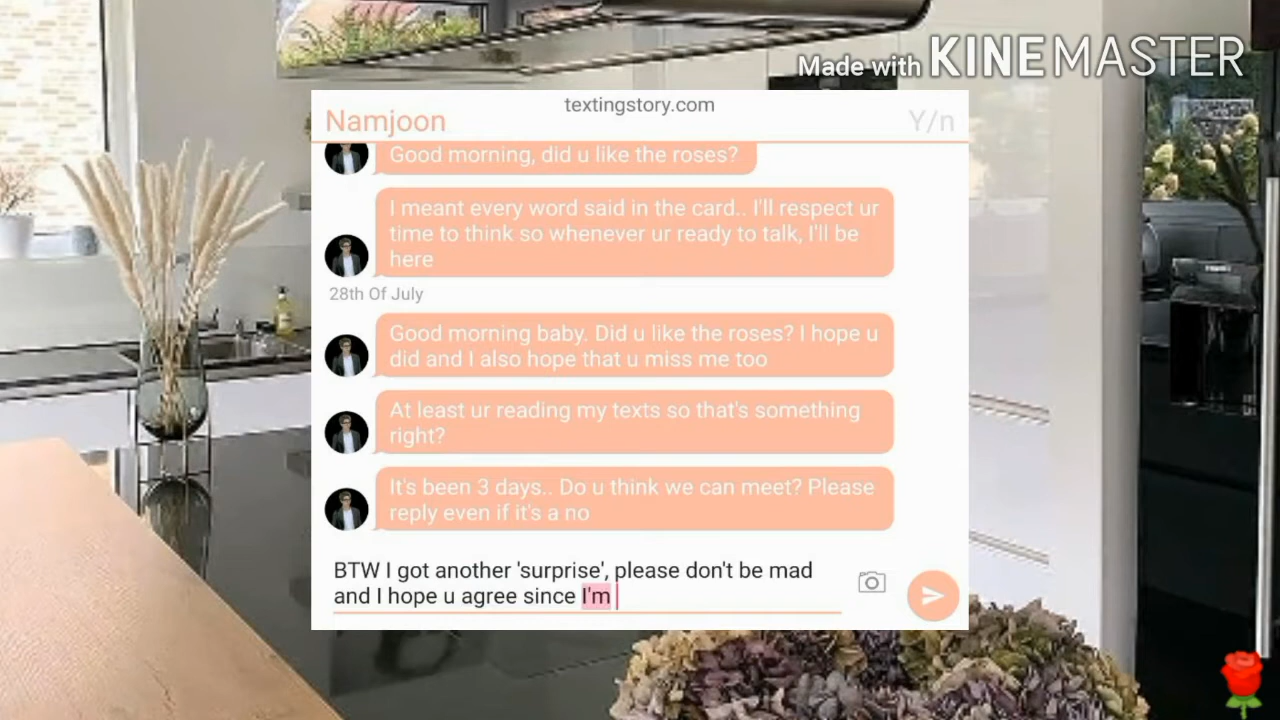 Made with KINEMASTER
textingstory.com
Namjoon
Y/n
Good morning, did u like the roses?
I meant every word said in the card.. I'll respect ur
time to think so whenever ur ready to talk, I'll be
here
28th Of July
Good morning baby. Did u like the roses? I hope u
did and I also hope that u miss me too
At least ur reading my texts so that's something
right?
It's been 3 days.. Do u think we can meet? Please
reply even if it's a no
BTW I got another 'surprise', please don't be mad
and I hope u agree since I'm